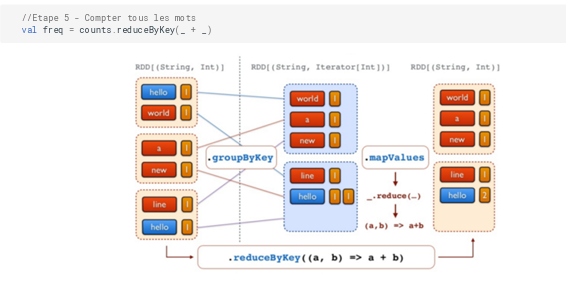 //Etape 5 - Compter tous les mots
val freq = counts.reduceByKey(_ + _)
RDD[(String, Int)]
RDD[(String, Iterator[Int])]
RDD[(String, Int)]
hello 1
world 1
a 1
new 1
line 1
hello 1
.groupByKey
world 1
a 1
new 1
line 1
hello 1 1
.mapValues
_.reduce(…)
(a,b) => a+b
world 1
a 1
new 1
line 1
hello 2
.reduceByKey((a, b) => a + b)